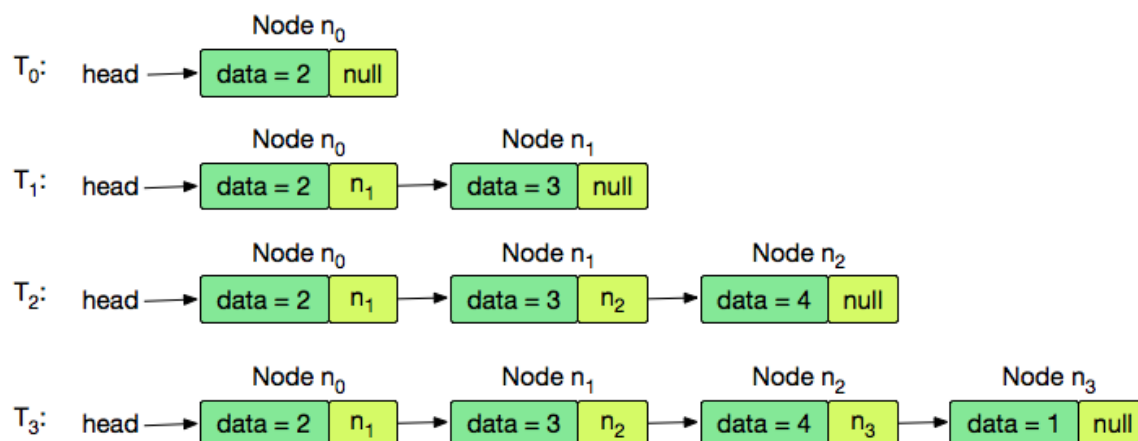 Node n₀
T₀: head data = 2 null
Node n₀ Node n₁
T₁: head data = 2 n₁ data = 3 null
Node n₀ Node n₁ Node n₂
T₂: head data = 2 n₁ data = 3 n₂ data = 4 null
Node n₀ Node n₁ Node n₂ Node n₃
T₃: head data = 2 n₁ data = 3 n₂ data = 4 n₃ data = 1 null